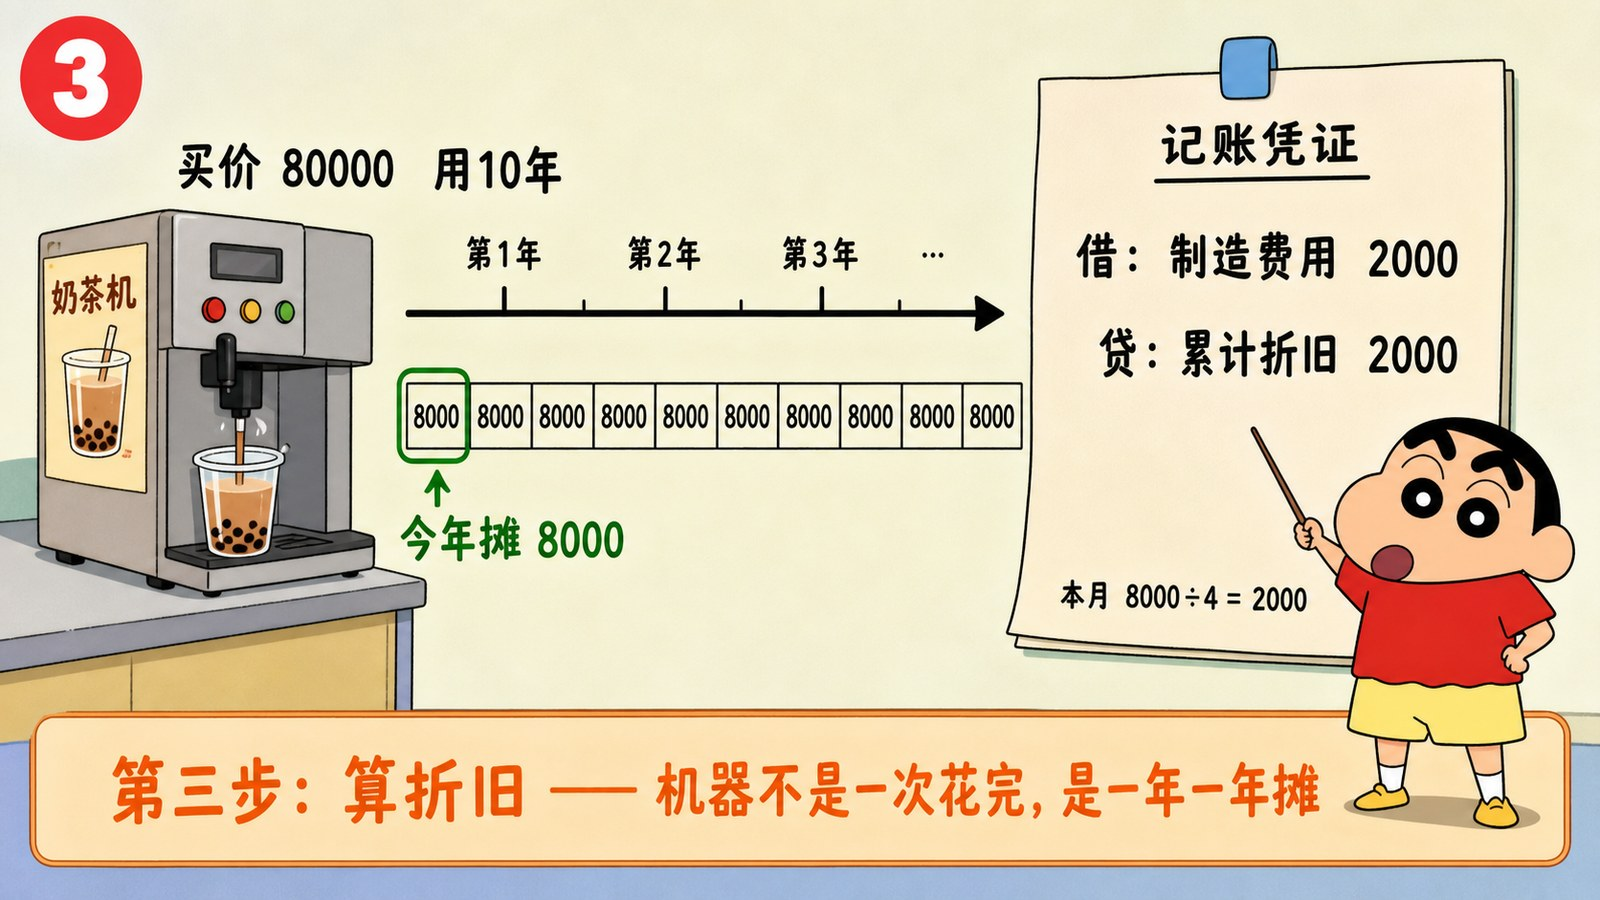 3
买价 80000 用10年
奶茶机
第1年 第2年 第3年 ...
8000 8000 8000 8000 8000 8000 8000 8000 8000 8000
今年摊 8000
记账凭证
借：制造费用 2000
贷：累计折旧 2000
本月 8000÷4 = 2000
第三步：算折旧 —— 机器不是一次花完，是一年一年摊